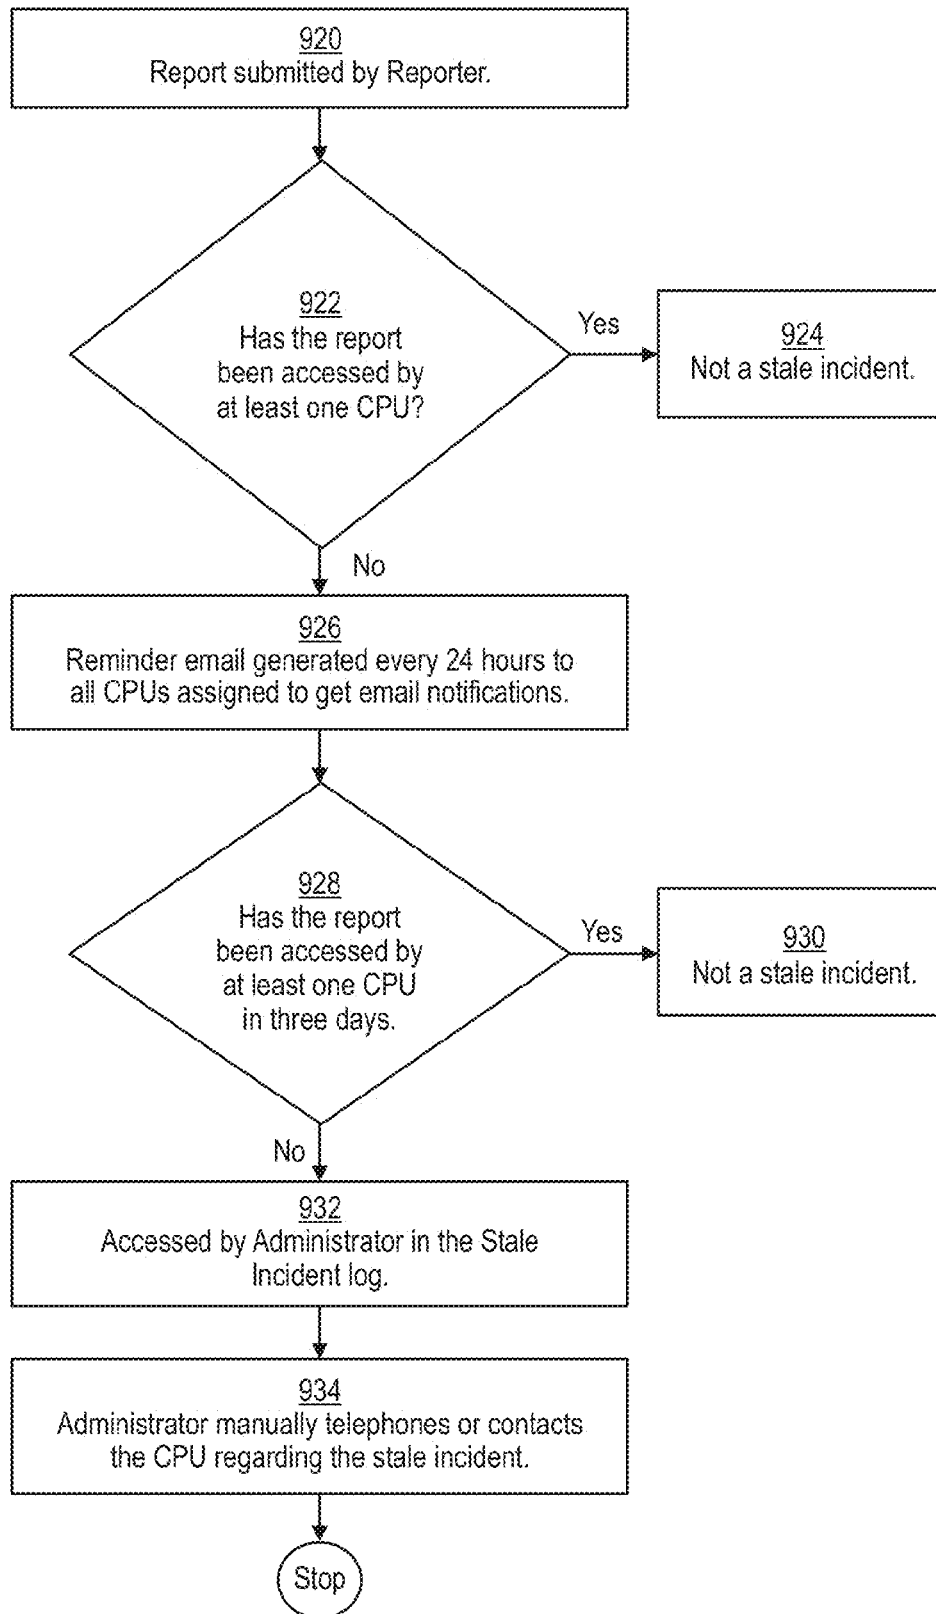 920
Report submitted by Reporter.
922
Has the report
been accessed by
at least one CPU?
Yes
924
Not a stale incident.
No
926
Reminder email generated every 24 hours to
all CPUs assigned to get email notifications.
928
Has the report
been accessed by
at least one CPU
in three days.
Yes
930
Not a stale incident.
No
932
Accessed by Administrator in the Stale
Incident log.
934
Administrator manually telephones or contacts
the CPU regarding the stale incident.
Stop